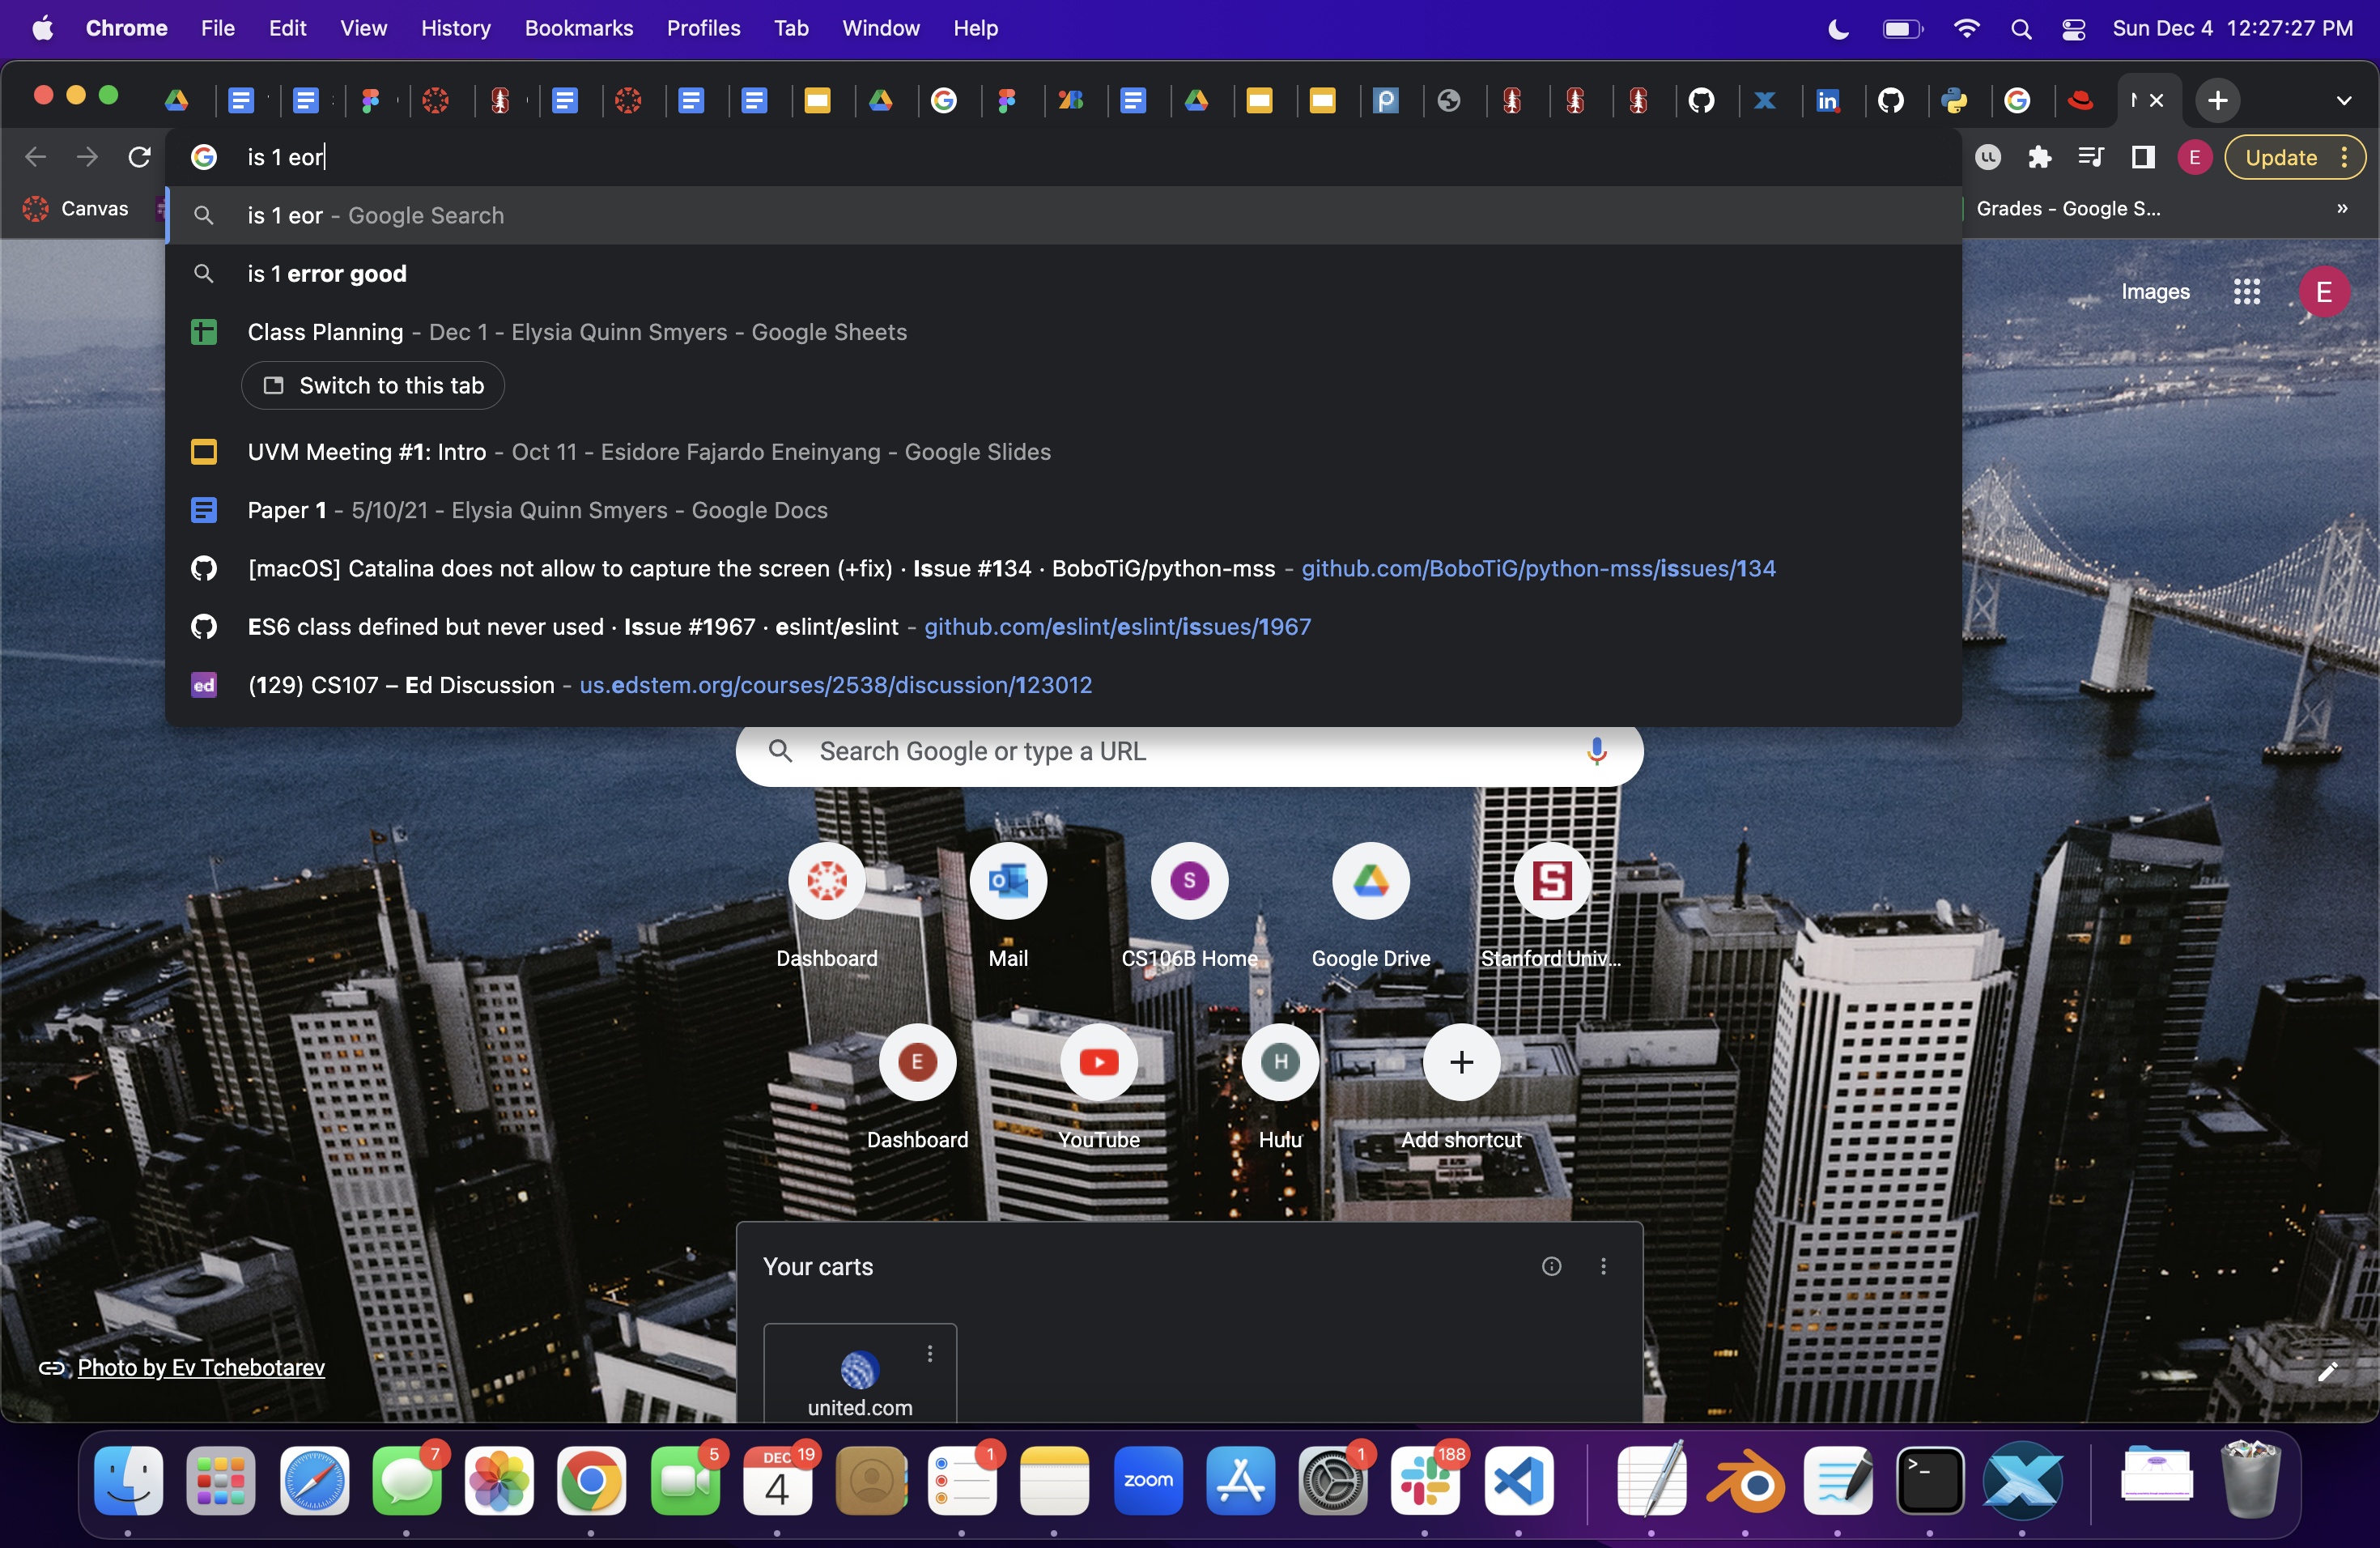 Chrome File Edit View History Bookmarks Profiles Tab Window Help Sun Dec 4 12:27:27 PM
is 1 eor
Update
Canvas
Grades - Google S...
is 1 eor - Google Search
is 1 error good
Class Planning - Dec 1 - Elysia Quinn Smyers - Google Sheets
Switch to this tab
UVM Meeting #1: Intro - Oct 11 - Esidore Fajardo Eneinyang - Google Slides
Paper 1 - 5/10/21 - Elysia Quinn Smyers - Google Docs
[macOS] Catalina does not allow to capture the screen (+fix) · Issue #134 · BoboTiG/python-mss - github.com/BoboTiG/python-mss/issues/134
ES6 class defined but never used · Issue #1967 · eslint/eslint - github.com/eslint/eslint/issues/1967
(129) CS107 – Ed Discussion - us.edstem.org/courses/2538/discussion/123012
Images
E
Search Google or type a URL
Dashboard Mail CS106B Home Google Drive Stanford Univ...
Dashboard YouTube Hulu Add shortcut
Your carts
united.com
Photo by Ev Tchebotarev
7 5 DEC 19 1 1 188
4 zoom